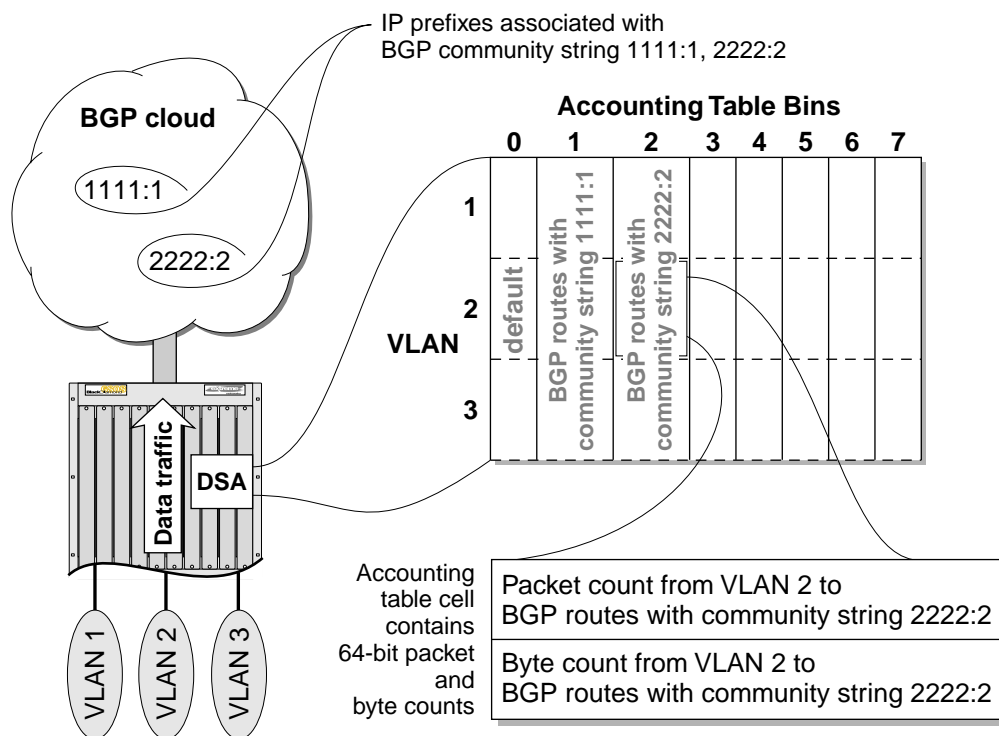 IP prefixes associated with
BGP community string 1111:1, 2222:2
BGP cloud
1111:1
2222:2
Accounting Table Bins
0 1 2 3 4 5 6 7
1
2
VLAN
3
default
BGP routes with
community string 1111:1
BGP routes with
community string 2222:2
Data traffic
DSA
VLAN 1
VLAN 2
VLAN 3
Accounting
table cell
contains
64-bit packet
and
byte counts
Packet count from VLAN 2 to
BGP routes with community string 2222:2
Byte count from VLAN 2 to
BGP routes with community string 2222:2